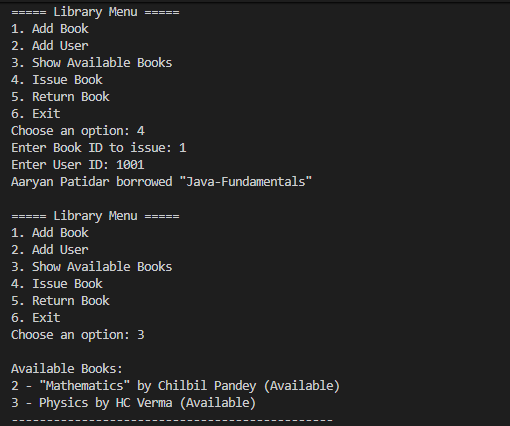 ===== Library Menu =====
1. Add Book
2. Add User
3. Show Available Books
4. Issue Book
5. Return Book
6. Exit
Choose an option: 4
Enter Book ID to issue: 1
Enter User ID: 1001
Aaryan Patidar borrowed "Java-Fundamentals"

===== Library Menu =====
1. Add Book
2. Add User
3. Show Available Books
4. Issue Book
5. Return Book
6. Exit
Choose an option: 3

Available Books:
2 - "Mathematics" by Chilbil Pandey (Available)
3 - Physics by HC Verma (Available)
----------------------------------------------